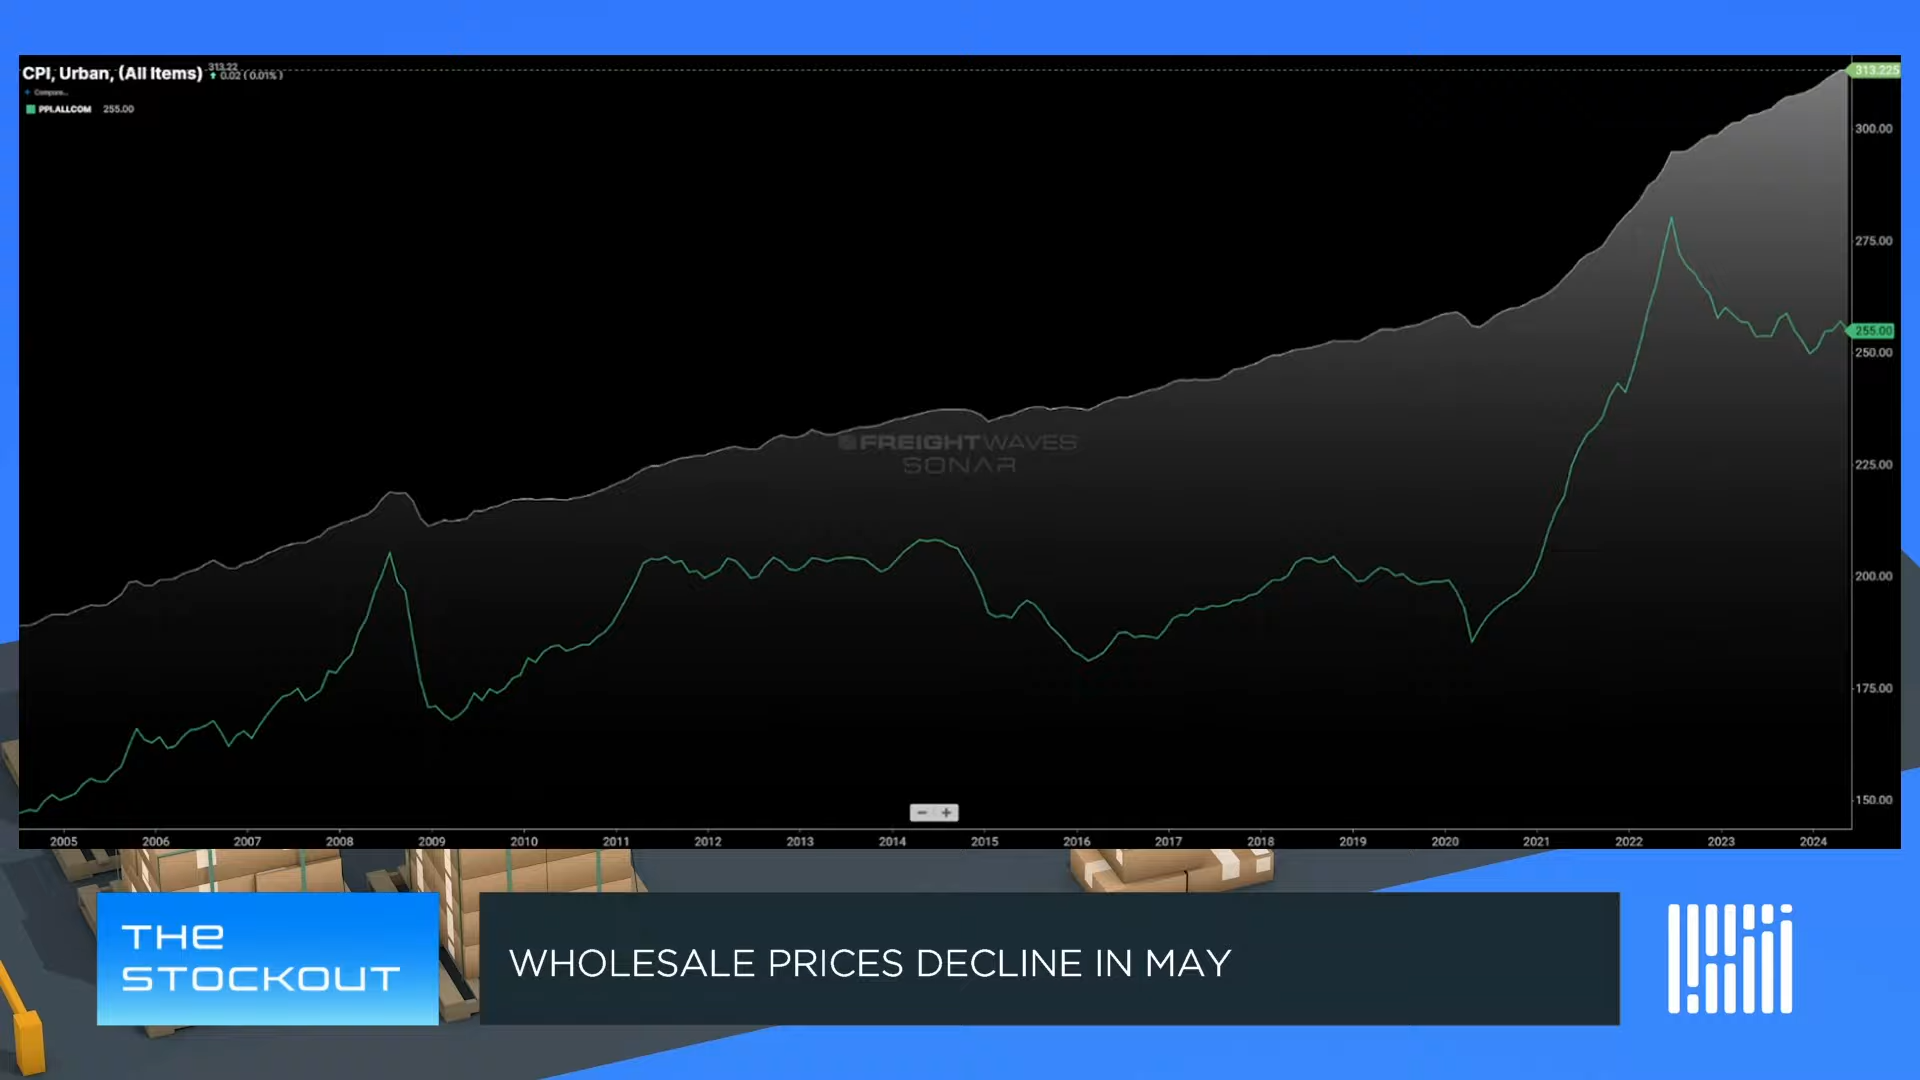 CPI, Urban, (All Items) 313.22
0.02 (0.01%)
+ Compare...
PPI.ALLCOM 255.00
313.225
300.00
275.00
255.00
250.00
225.00
200.00
175.00
150.00
FREIGHTWAVES
SONAR
− +
2005 2006 2007 2008 2009 2010 2011 2012 2013 2014 2015 2016 2017 2018 2019 2020 2021 2022 2023 2024
THE
STOCKOUT
WHOLESALE PRICES DECLINE IN MAY